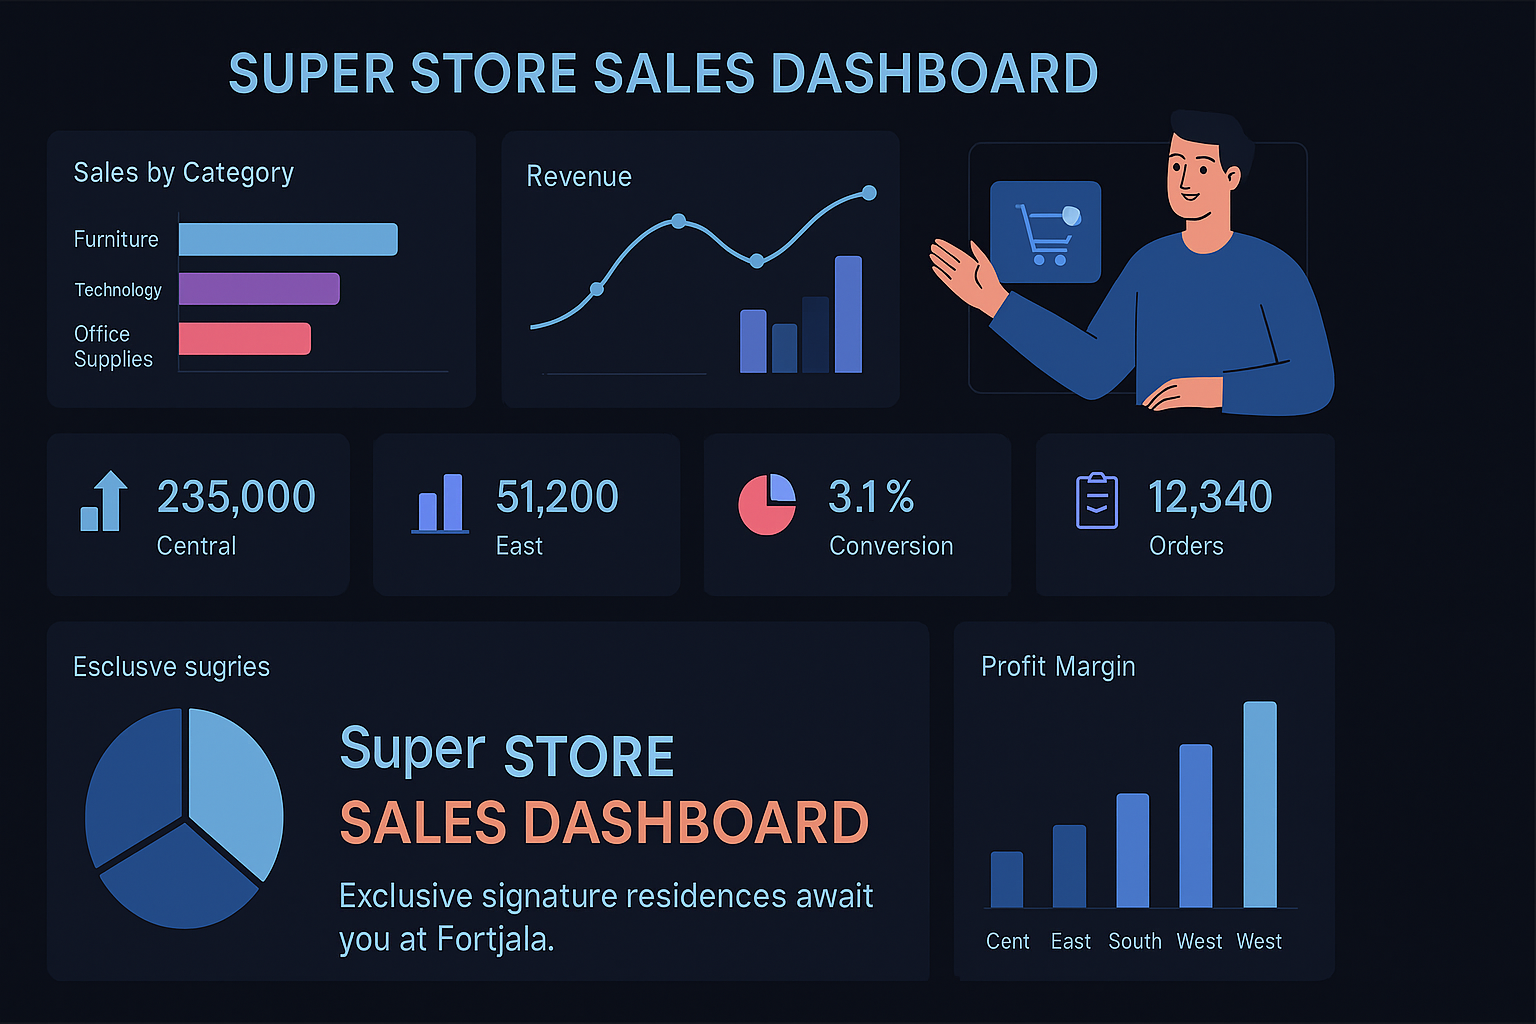 SUPER STORE SALES DASHBOARD
Sales by Category
Furniture
Technology
Office
Supplies
Revenue
235,000
Central
51,200
East
3.1 %
Conversion
12,340
Orders
Esclusve sugries
Super STORE
SALES DASHBOARD
Exclusive signature residences await
you at Fortjala.
Profit Margin
Cent East South West West